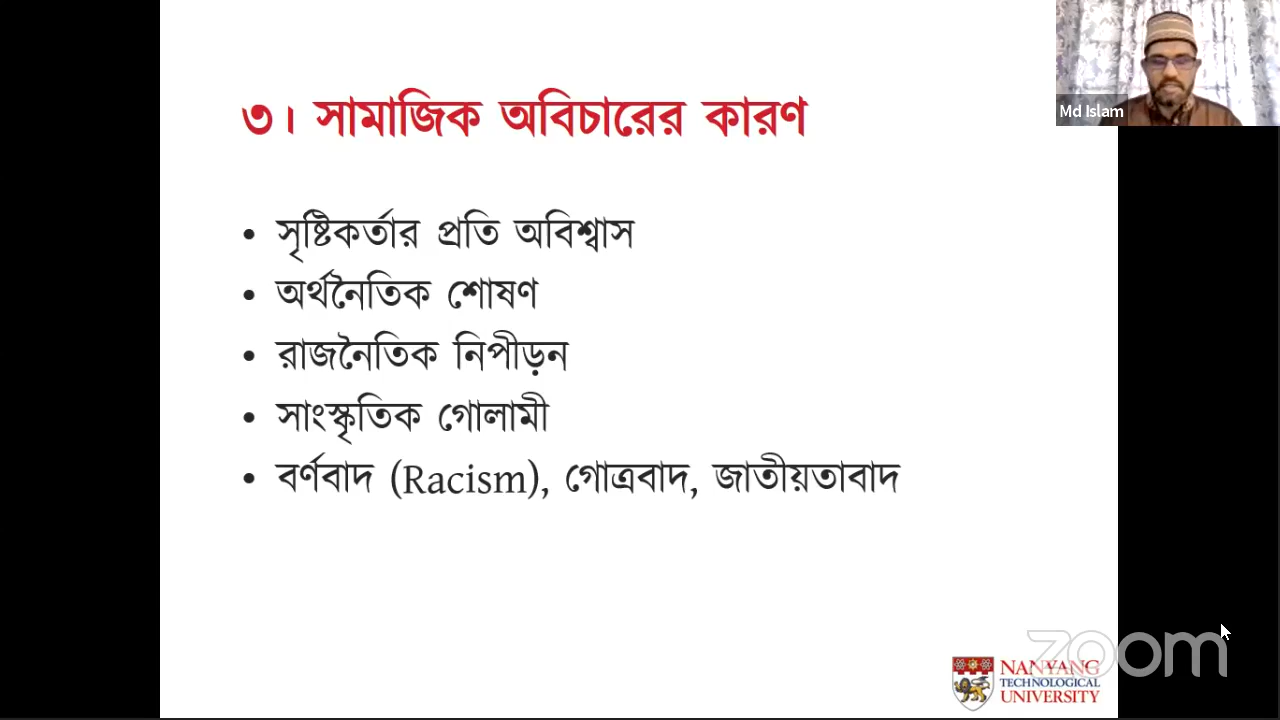 ৩। সামাজিক অবিচারের কারণ
• সৃষ্টিকর্তার প্রতি অবিশ্বাস
• অর্থনৈতিক শোষণ
• রাজনৈতিক নিপীড়ন
• সাংস্কৃতিক গোলামী
• বর্ণবাদ (Racism), গোত্রবাদ, জাতীয়তাবাদ
Md Islam
zoom
NANYANG
TECHNOLOGICAL
UNIVERSITY